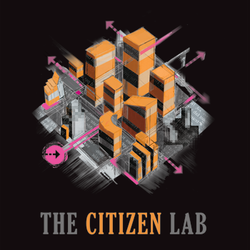 THE CITIZEN LAB